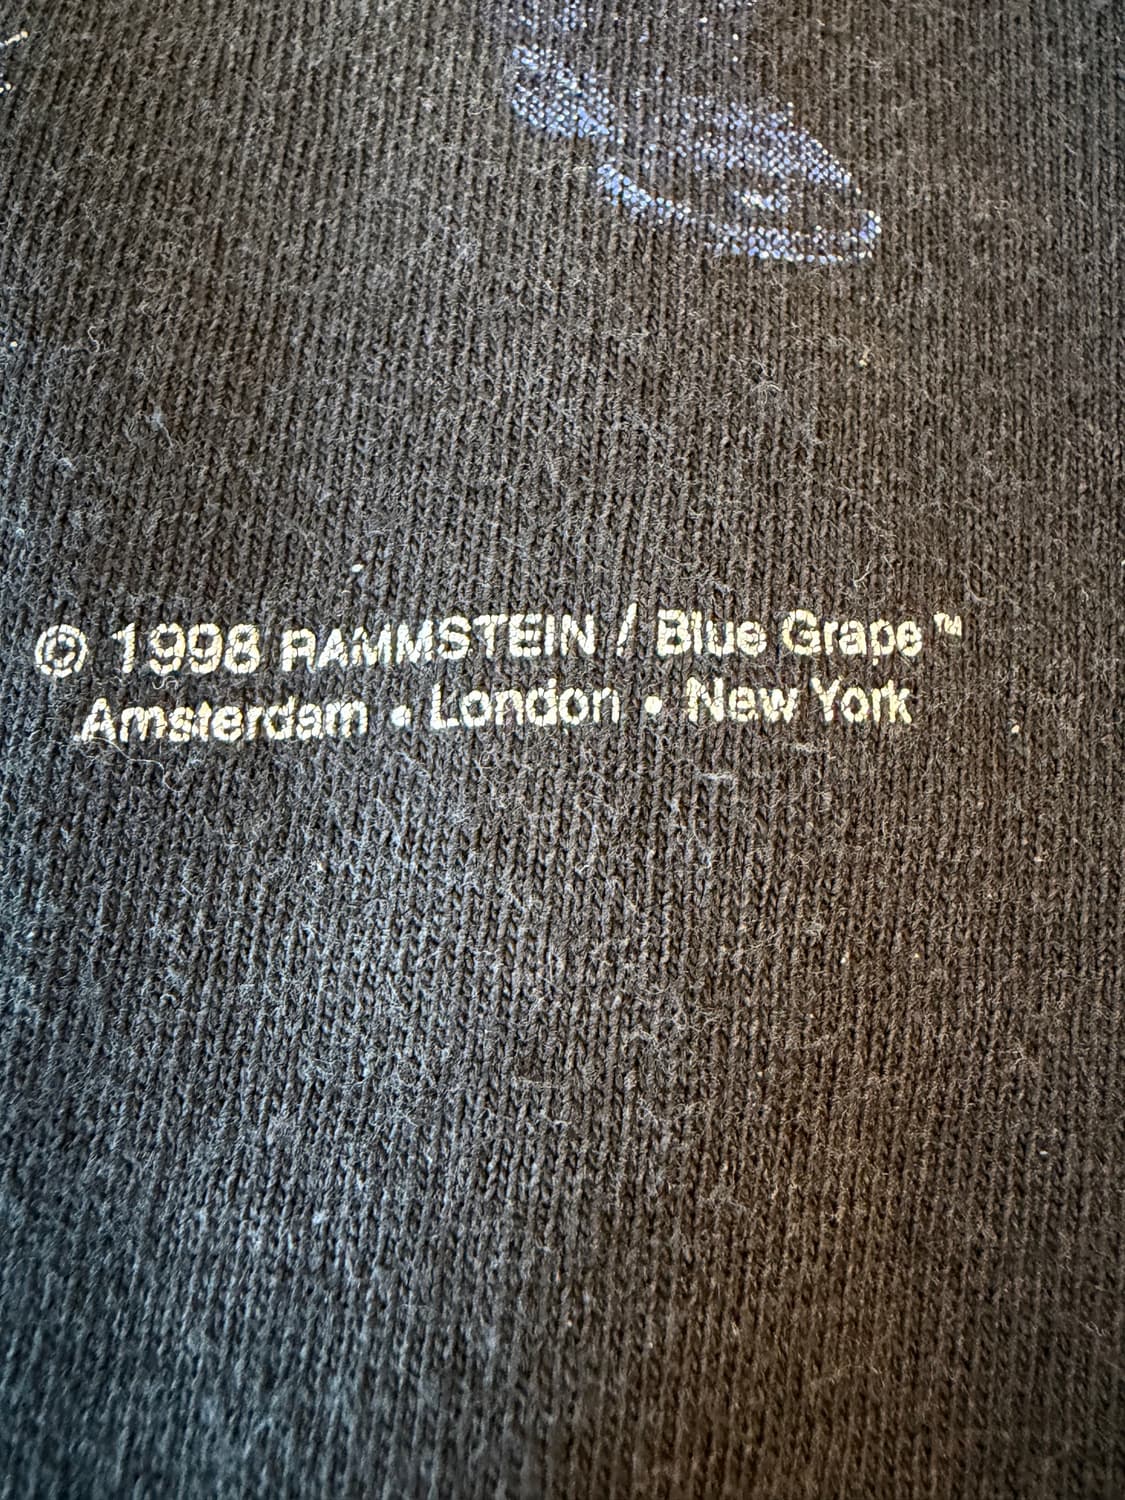 © 1998 RAMMSTEIN / Blue Grape™
Amsterdam • London • New York